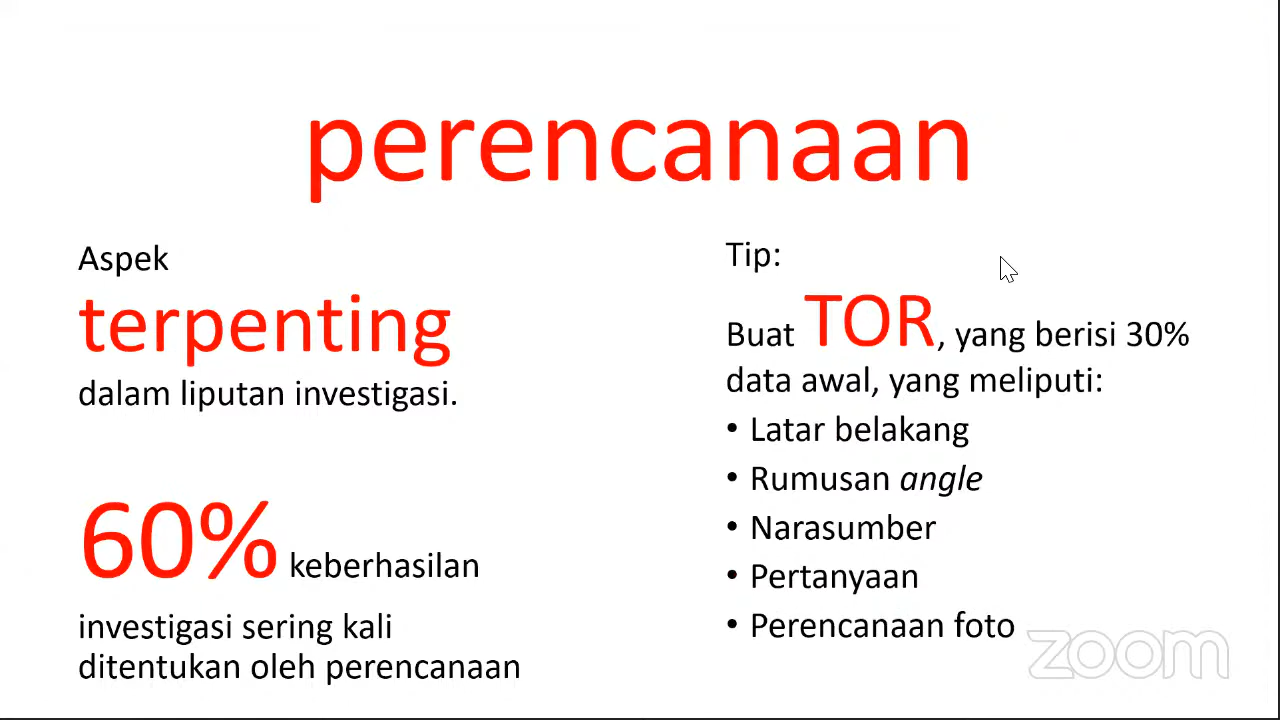 perencanaan
Aspek
terpenting
dalam liputan investigasi.
60% keberhasilan
investigasi sering kali
ditentukan oleh perencanaan
Tip:
Buat TOR, yang berisi 30%
data awal, yang meliputi:
• Latar belakang
• Rumusan angle
• Narasumber
• Pertanyaan
• Perencanaan foto
zoom